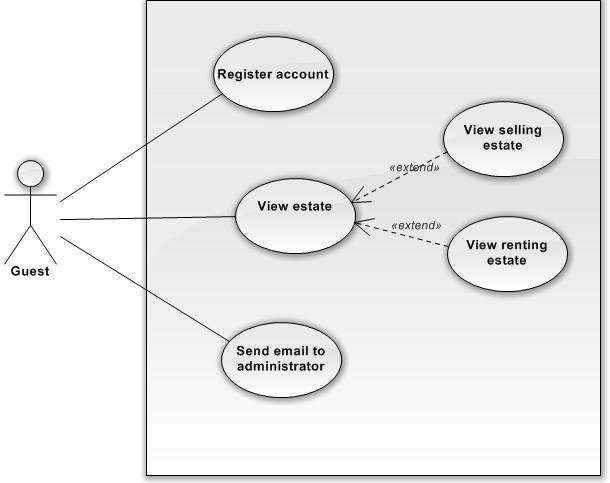 Register account
View selling
estate
«extend»
View estate
«extend»
View renting
estate
Guest
Send email to
administrator